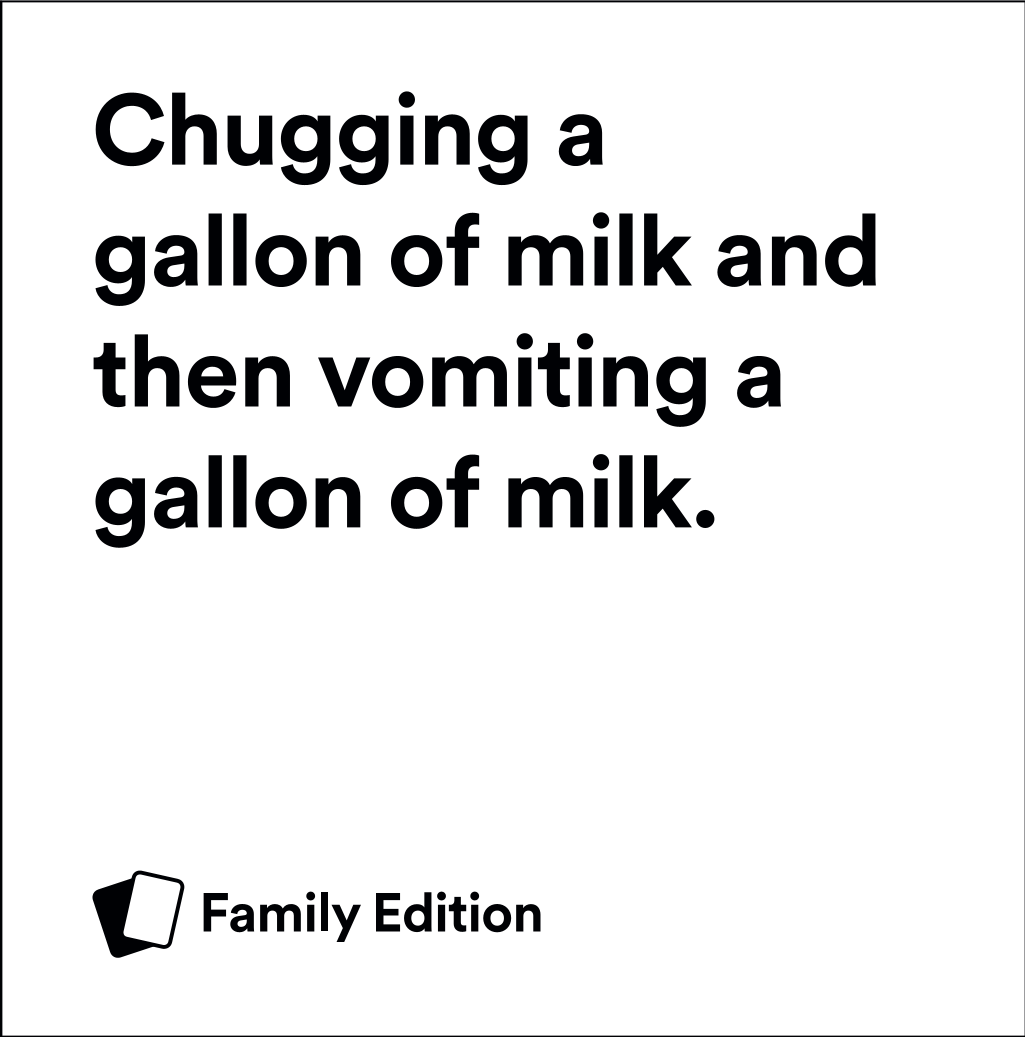 Chugging a
gallon of milk and
then vomiting a
gallon of milk.
Family Edition